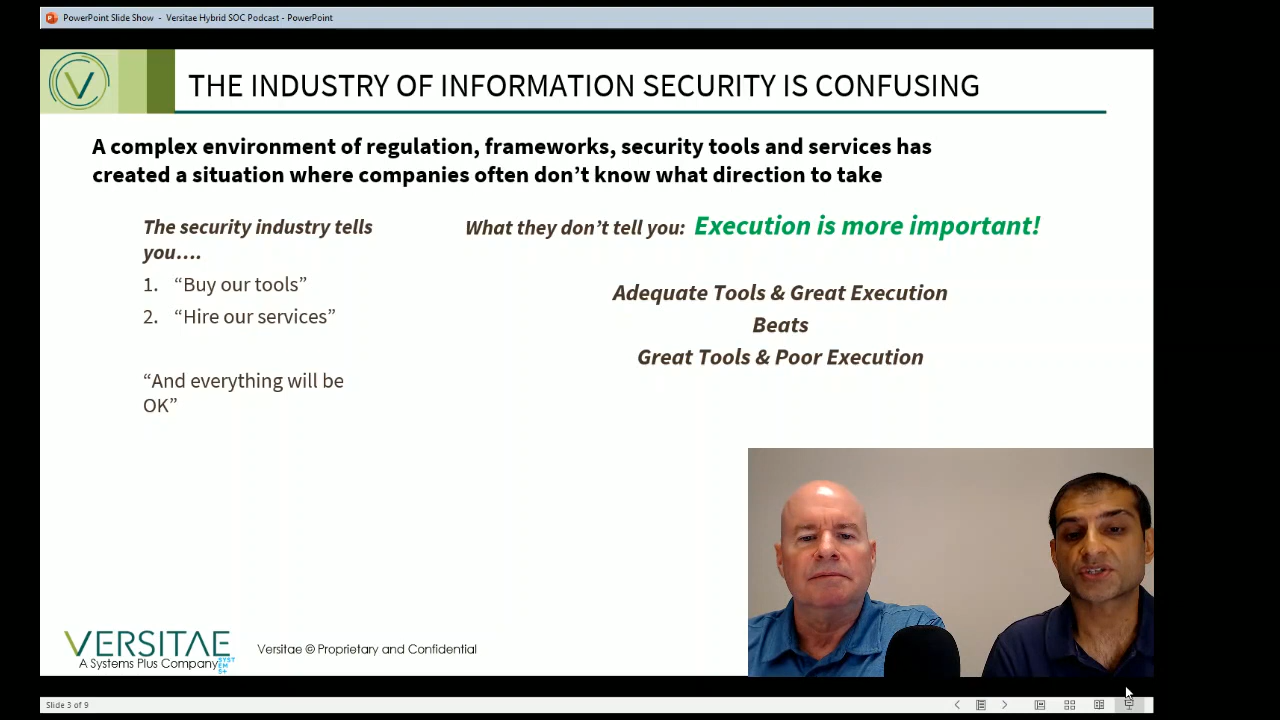 PowerPoint Slide Show - Versitae Hybrid SOC Podcast - PowerPoint
V
THE INDUSTRY OF INFORMATION SECURITY IS CONFUSING
A complex environment of regulation, frameworks, security tools and services has
created a situation where companies often don’t know what direction to take
The security industry tells
you....
1. “Buy our tools”
2. “Hire our services”
“And everything will be
OK”
What they don’t tell you: Execution is more important!
Adequate Tools & Great Execution
Beats
Great Tools & Poor Execution
VERSITAE
A Systems Plus Company
SYST
EM
S+
Versitae © Proprietary and Confidential
Slide 3 of 9